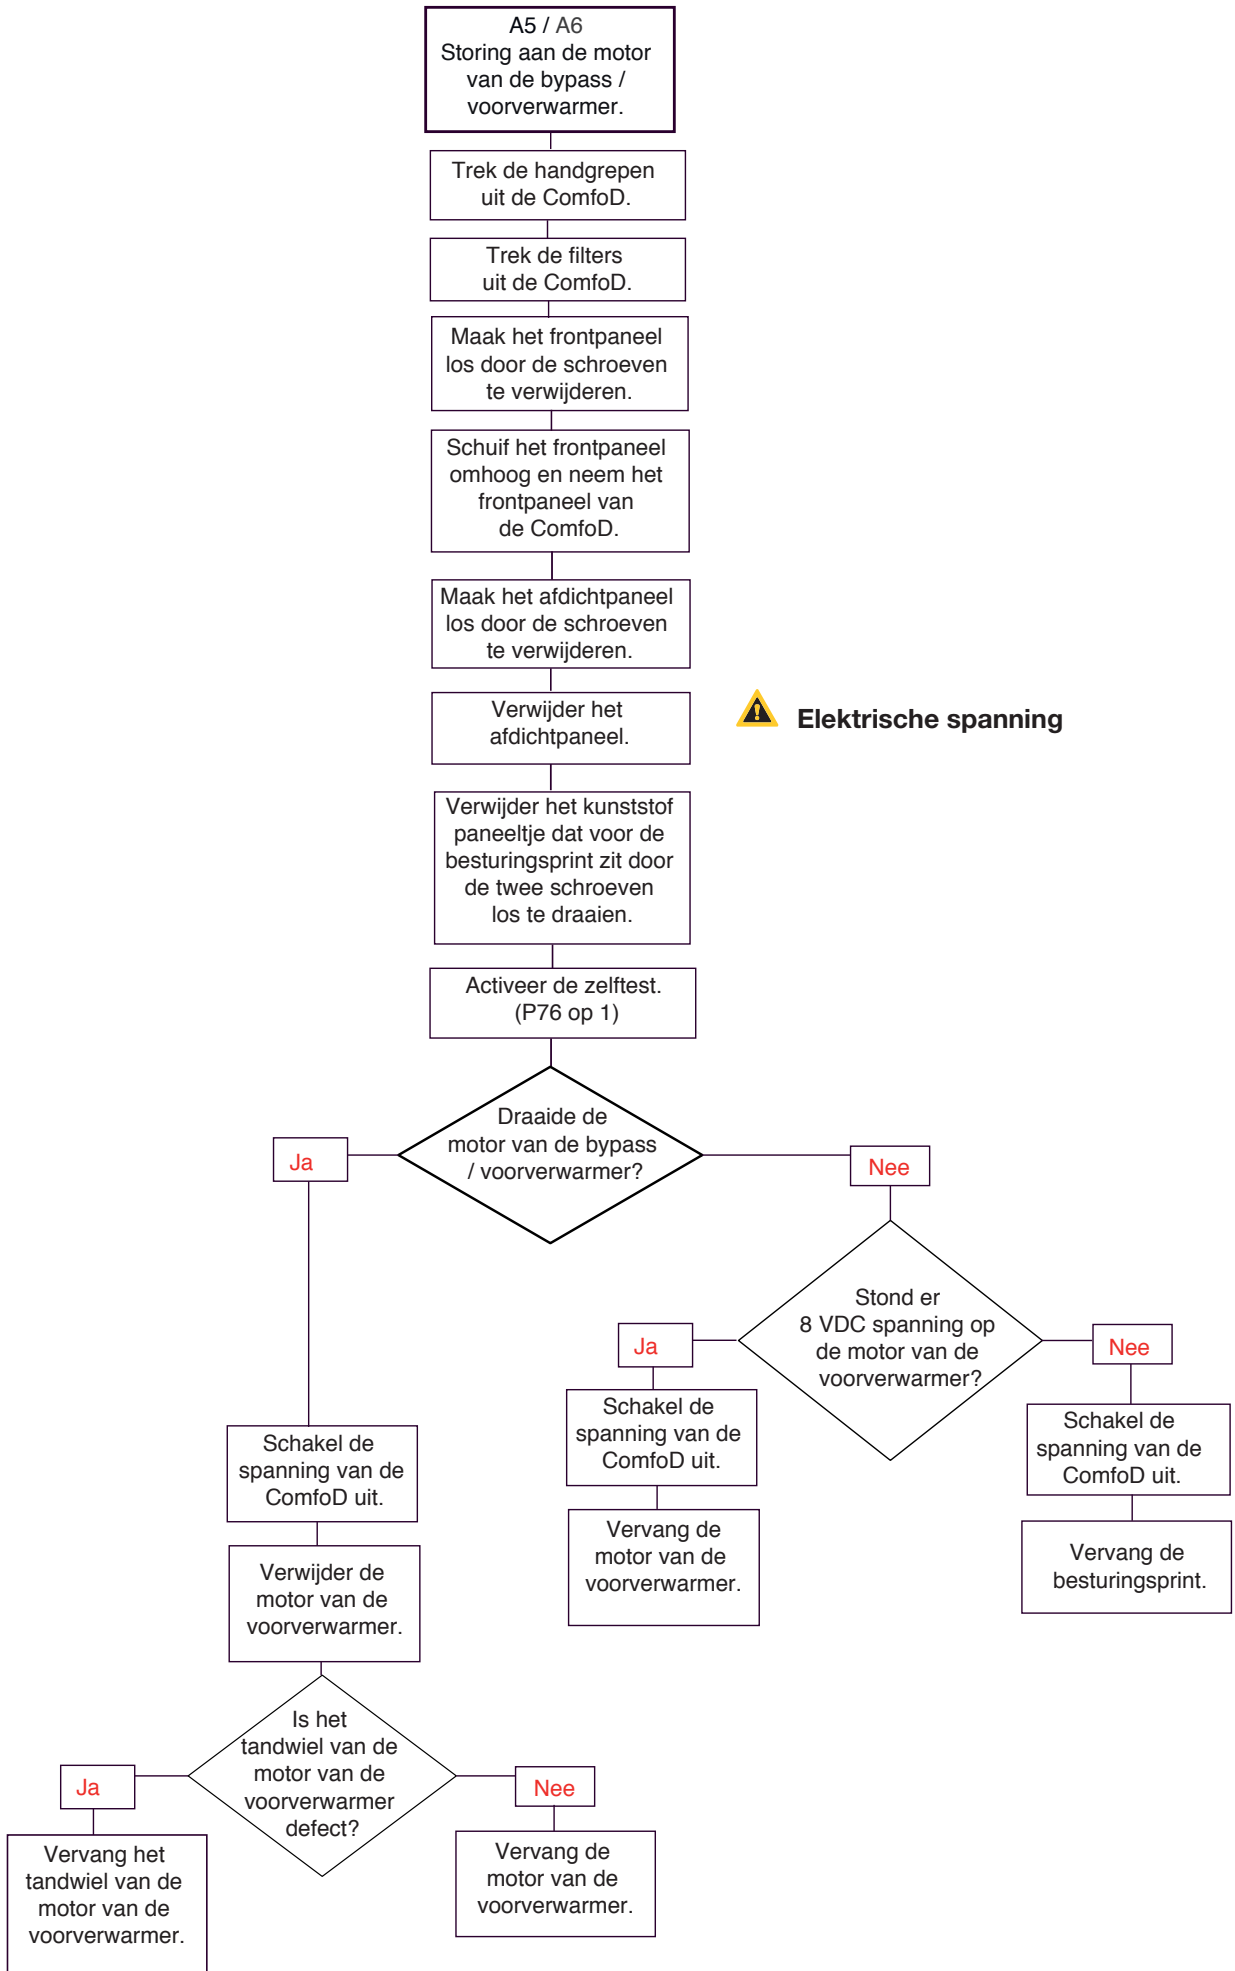 A5 / A6
Storing aan de motor
van de bypass /
voorverwarmer.
Trek de handgrepen
uit de ComfoD.
Trek de filters
uit de ComfoD.
Maak het frontpaneel
los door de schroeven
te verwijderen.
Schuif het frontpaneel
omhoog en neem het
frontpaneel van
de ComfoD.
Maak het afdichtpaneel
los door de schroeven
te verwijderen.
Verwijder het
afdichtpaneel.
Elektrische spanning
Verwijder het kunststof
paneeltje dat voor de
besturingsprint zit door
de twee schroeven
los te draaien.
Activeer de zelftest.
(P76 op 1)
Draaide de
motor van de bypass
/ voorverwarmer?
Ja
Nee
Stond er
8 VDC spanning op
de motor van de
voorverwarmer?
Ja
Nee
Schakel de
spanning van de
ComfoD uit.
Vervang de
motor van de
voorverwarmer.
Schakel de
spanning van de
ComfoD uit.
Vervang de
besturingsprint.
Schakel de
spanning van de
ComfoD uit.
Verwijder de
motor van de
voorverwarmer.
Is het
tandwiel van de
motor van de
voorverwarmer
defect?
Ja
Nee
Vervang het
tandwiel van de
motor van de
voorverwarmer.
Vervang de
motor van de
voorverwarmer.